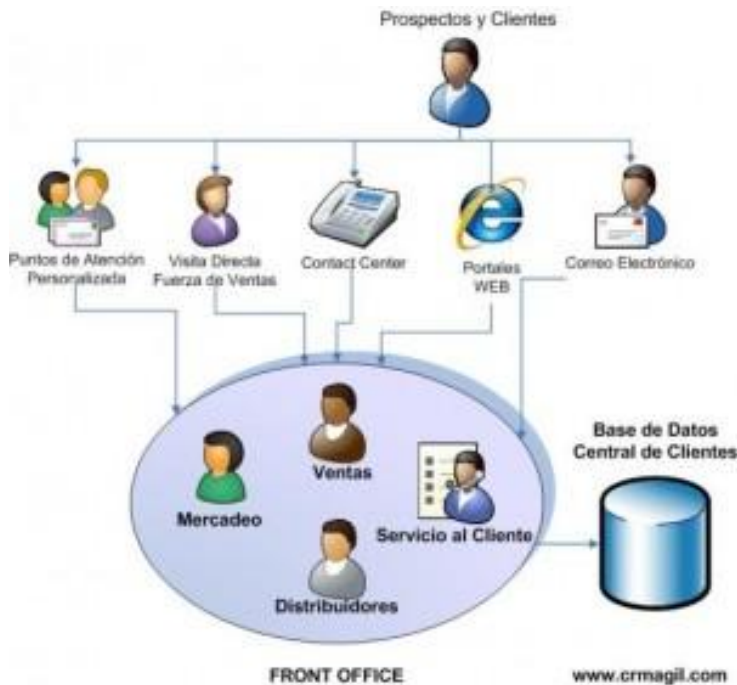 Prospectos y Clientes
Puntos de Atención
Personalizada
Visita Directa
Fuerza de Ventas
Contact Center
Portales
WEB
Correo Electrónico
Ventas
Mercadeo
Servicio al Cliente
Distribuidores
Base de Datos
Central de Clientes
FRONT OFFICE
www.crmagil.com